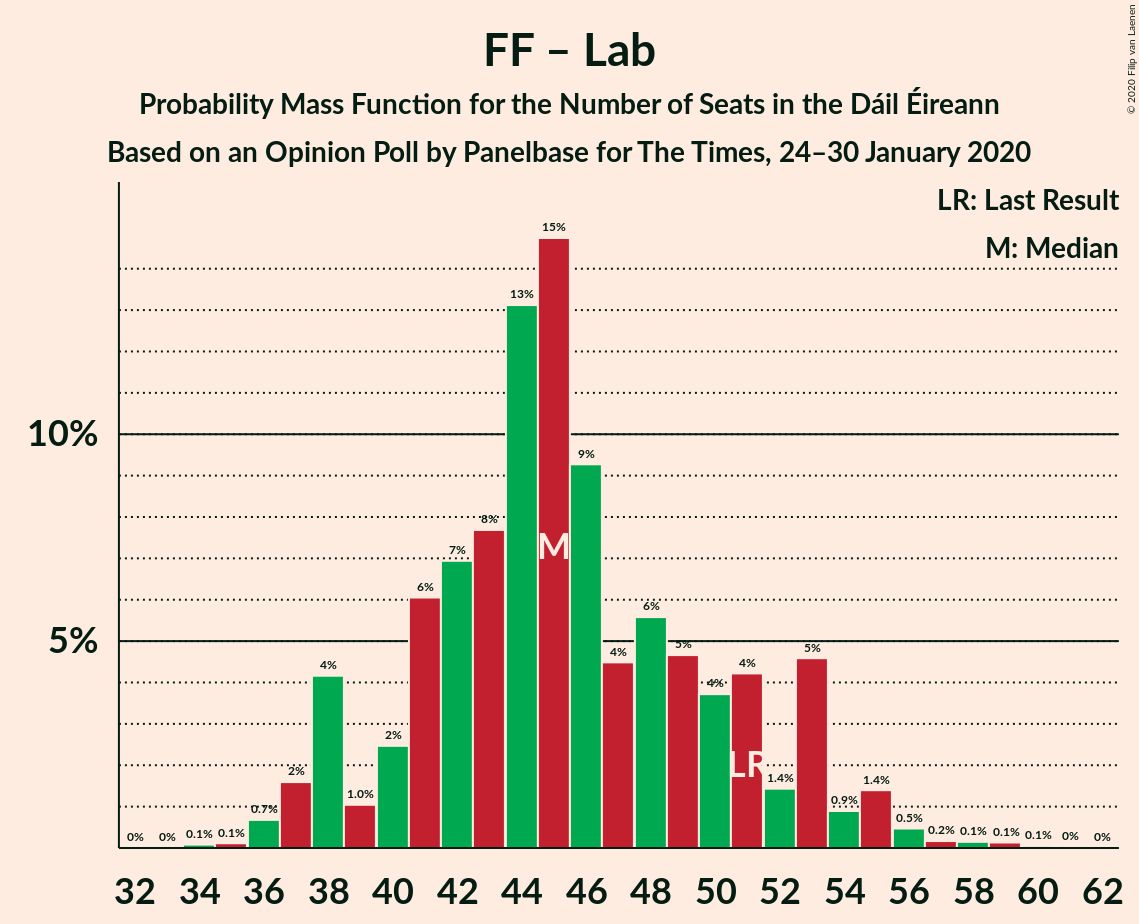 FF – Lab
Probability Mass Function for the Number of Seats in the Dáil Éireann
Based on an Opinion Poll by Panelbase for The Times, 24–30 January 2020
© 2020 Filip van Laenen
LR: Last Result
M: Median
10%
5%
0% 0% 0.1% 0.1% 0.7% 2% 4% 1.0% 2% 6% 7% 8% 13% 15% 9% 4% 6% 5% 4% 4% 1.4% 5% 0.9% 1.4% 0.5% 0.2% 0.1% 0.1% 0.1% 0% 0%
M
LR
32 34 36 38 40 42 44 46 48 50 52 54 56 58 60 62